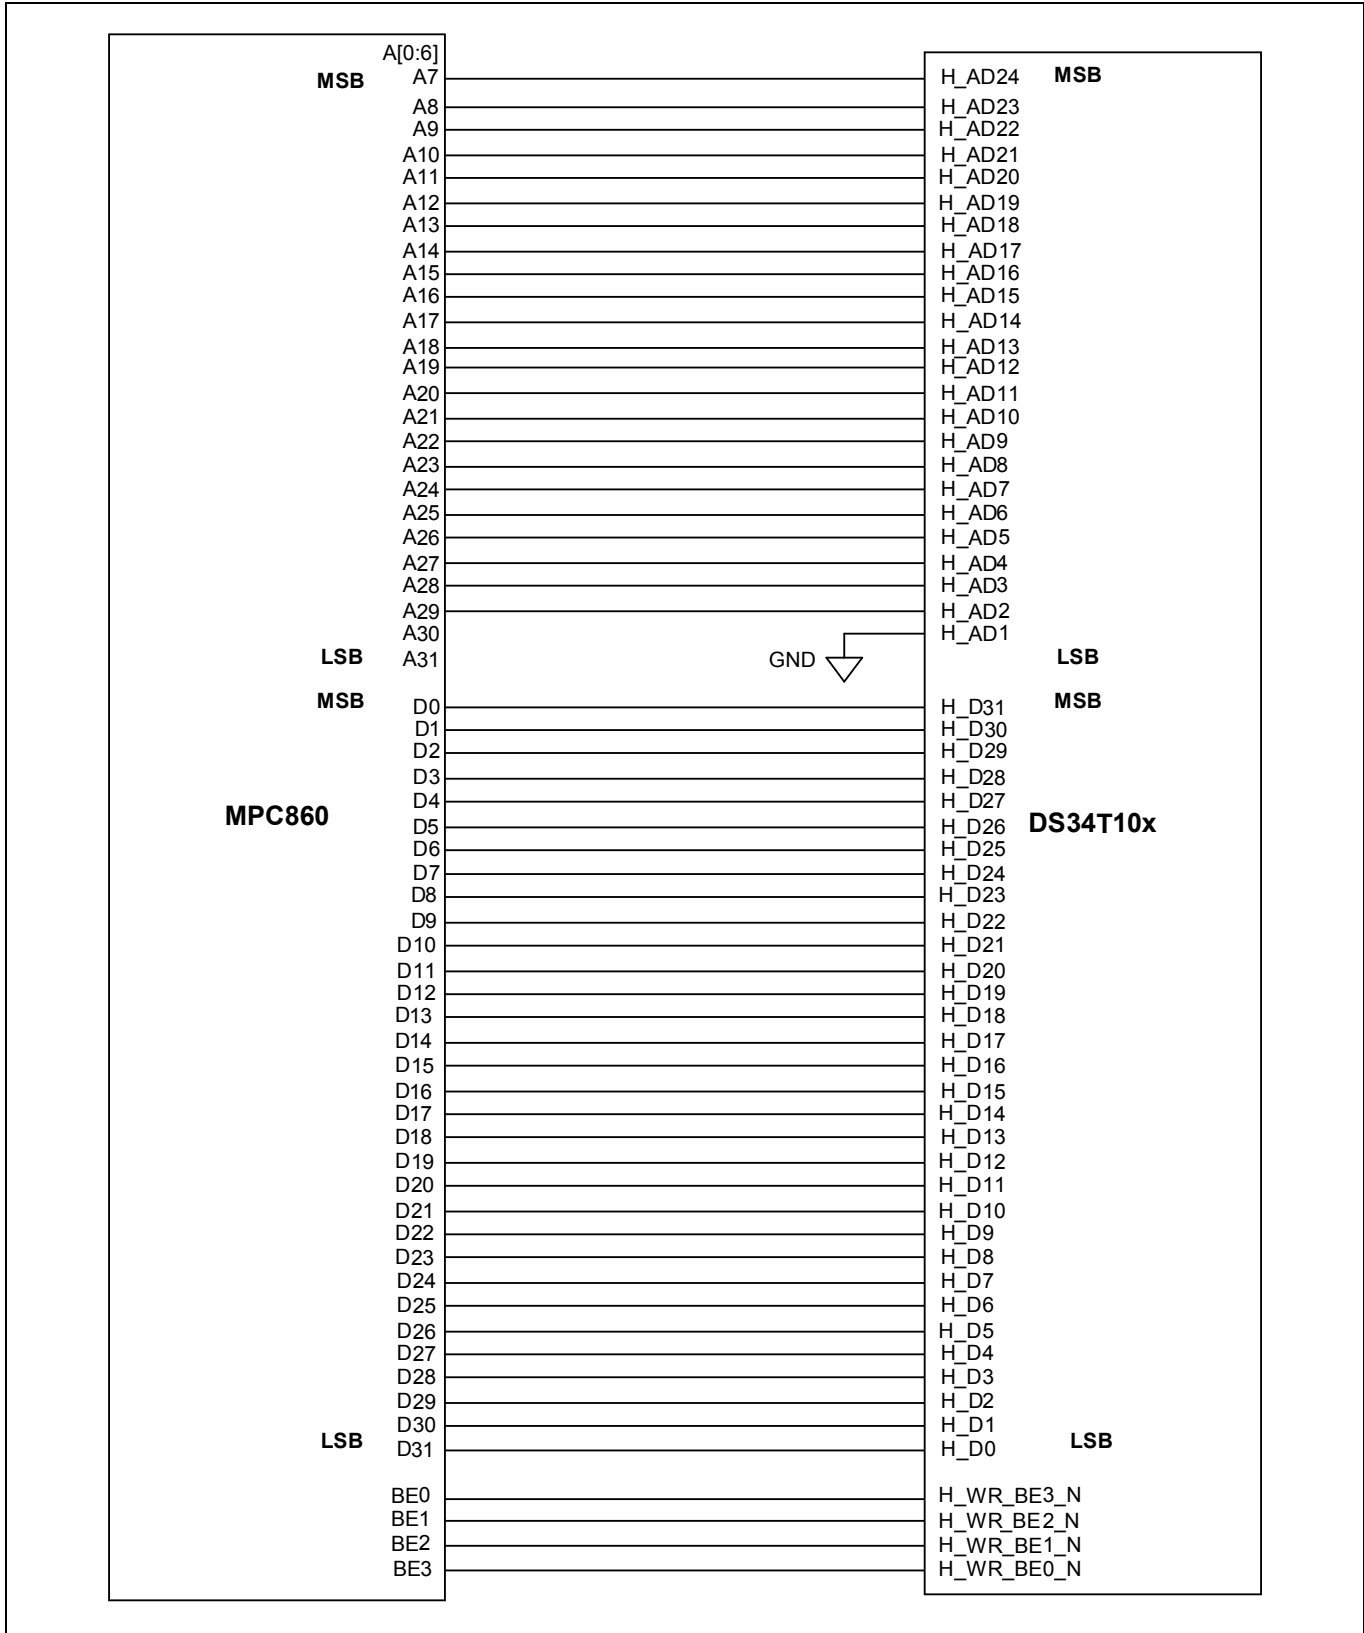 A[0:6]
MSB A7 H_AD24 MSB
A8 H_AD23
A9 H_AD22
A10 H_AD21
A11 H_AD20
A12 H_AD19
A13 H_AD18
A14 H_AD17
A15 H_AD16
A16 H_AD15
A17 H_AD14
A18 H_AD13
A19 H_AD12
A20 H_AD11
A21 H_AD10
A22 H_AD9
A23 H_AD8
A24 H_AD7
A25 H_AD6
A26 H_AD5
A27 H_AD4
A28 H_AD3
A29 H_AD2
A30 H_AD1
LSB A31 GND LSB
MSB D0 H_D31 MSB
D1 H_D30
D2 H_D29
D3 H_D28
D4 H_D27
MPC860 DS34T10x
D5 H_D26
D6 H_D25
D7 H_D24
D8 H_D23
D9 H_D22
D10 H_D21
D11 H_D20
D12 H_D19
D13 H_D18
D14 H_D17
D15 H_D16
D16 H_D15
D17 H_D14
D18 H_D13
D19 H_D12
D20 H_D11
D21 H_D10
D22 H_D9
D23 H_D8
D24 H_D7
D25 H_D6
D26 H_D5
D27 H_D4
D28 H_D3
D29 H_D2
D30 H_D1
LSB D31 H_D0 LSB
BE0 H_WR_BE3_N
BE1 H_WR_BE2_N
BE2 H_WR_BE1_N
BE3 H_WR_BE0_N